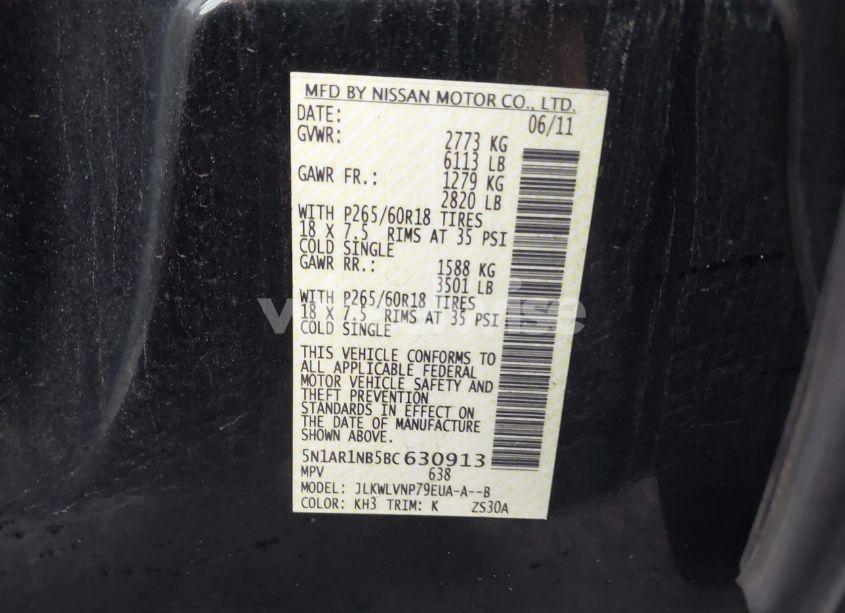 MFD BY NISSAN MOTOR CO., LTD.
DATE: 06/11
GVWR: 2773 KG
6113 LB
GAWR FR.: 1279 KG
2820 LB
WITH P265/60R18 TIRES
18 X 7.5 RIMS AT 35 PSI
COLD SINGLE
GAWR RR.: 1588 KG
3501 LB
WITH P265/60R18 TIRES
18 X 7.5 RIMS AT 35 PSI
COLD SINGLE
THIS VEHICLE CONFORMS TO
ALL APPLICABLE FEDERAL
MOTOR VEHICLE SAFETY AND
THEFT PREVENTION
STANDARDS IN EFFECT ON
THE DATE OF MANUFACTURE
SHOWN ABOVE.
5N1AR1NB5BC630913
MPV 638
MODEL: JLKWLVNP79EUA-A--B
COLOR: KH3 TRIM: K ZS30A